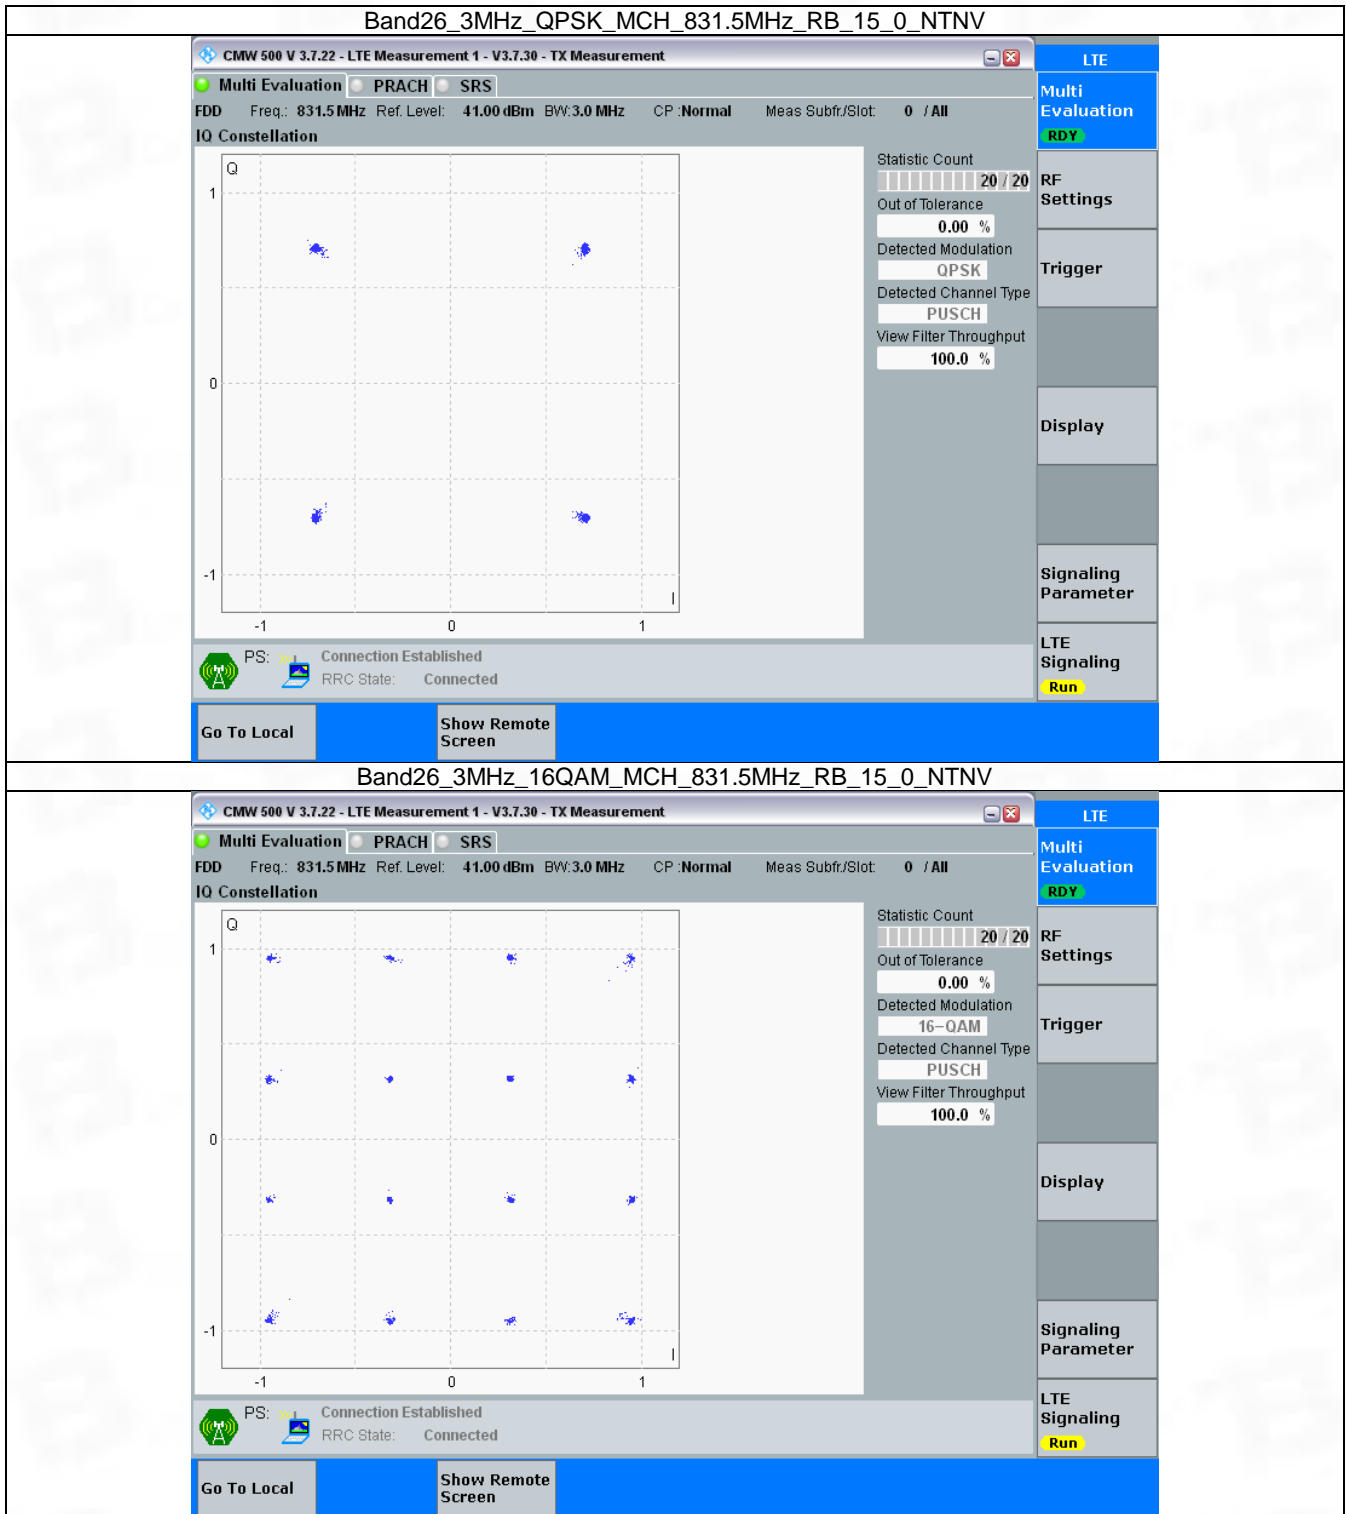 Band26_3MHz_QPSK_MCH_831.5MHz_RB_15_0_NTNV
CMW 500 V 3.7.22 - LTE Measurement 1 - V3.7.30 - TX Measurement
LTE
Multi Evaluation PRACH SRS
Multi
Evaluation
RDY
FDD Freq.: 831.5 MHz Ref. Level: 41.00 dBm BW: 3.0 MHz CP : Normal Meas Subfr./Slot: 0 / All
IQ Constellation
Q
1
0
-1
I
-1 0 1
Statistic Count
20 / 20
Out of Tolerance
0.00 %
Detected Modulation
QPSK
Detected Channel Type
PUSCH
View Filter Throughput
100.0 %
RF
Settings
Trigger
Display
Signaling
Parameter
LTE
Signaling
Run
PS: Connection Established
RRC State: Connected
Go To Local
Show Remote
Screen
Band26_3MHz_16QAM_MCH_831.5MHz_RB_15_0_NTNV
CMW 500 V 3.7.22 - LTE Measurement 1 - V3.7.30 - TX Measurement
LTE
Multi Evaluation PRACH SRS
Multi
Evaluation
RDY
FDD Freq.: 831.5 MHz Ref. Level: 41.00 dBm BW: 3.0 MHz CP : Normal Meas Subfr./Slot: 0 / All
IQ Constellation
Q
1
0
-1
I
-1 0 1
Statistic Count
20 / 20
Out of Tolerance
0.00 %
Detected Modulation
16-QAM
Detected Channel Type
PUSCH
View Filter Throughput
100.0 %
RF
Settings
Trigger
Display
Signaling
Parameter
LTE
Signaling
Run
PS: Connection Established
RRC State: Connected
Go To Local
Show Remote
Screen